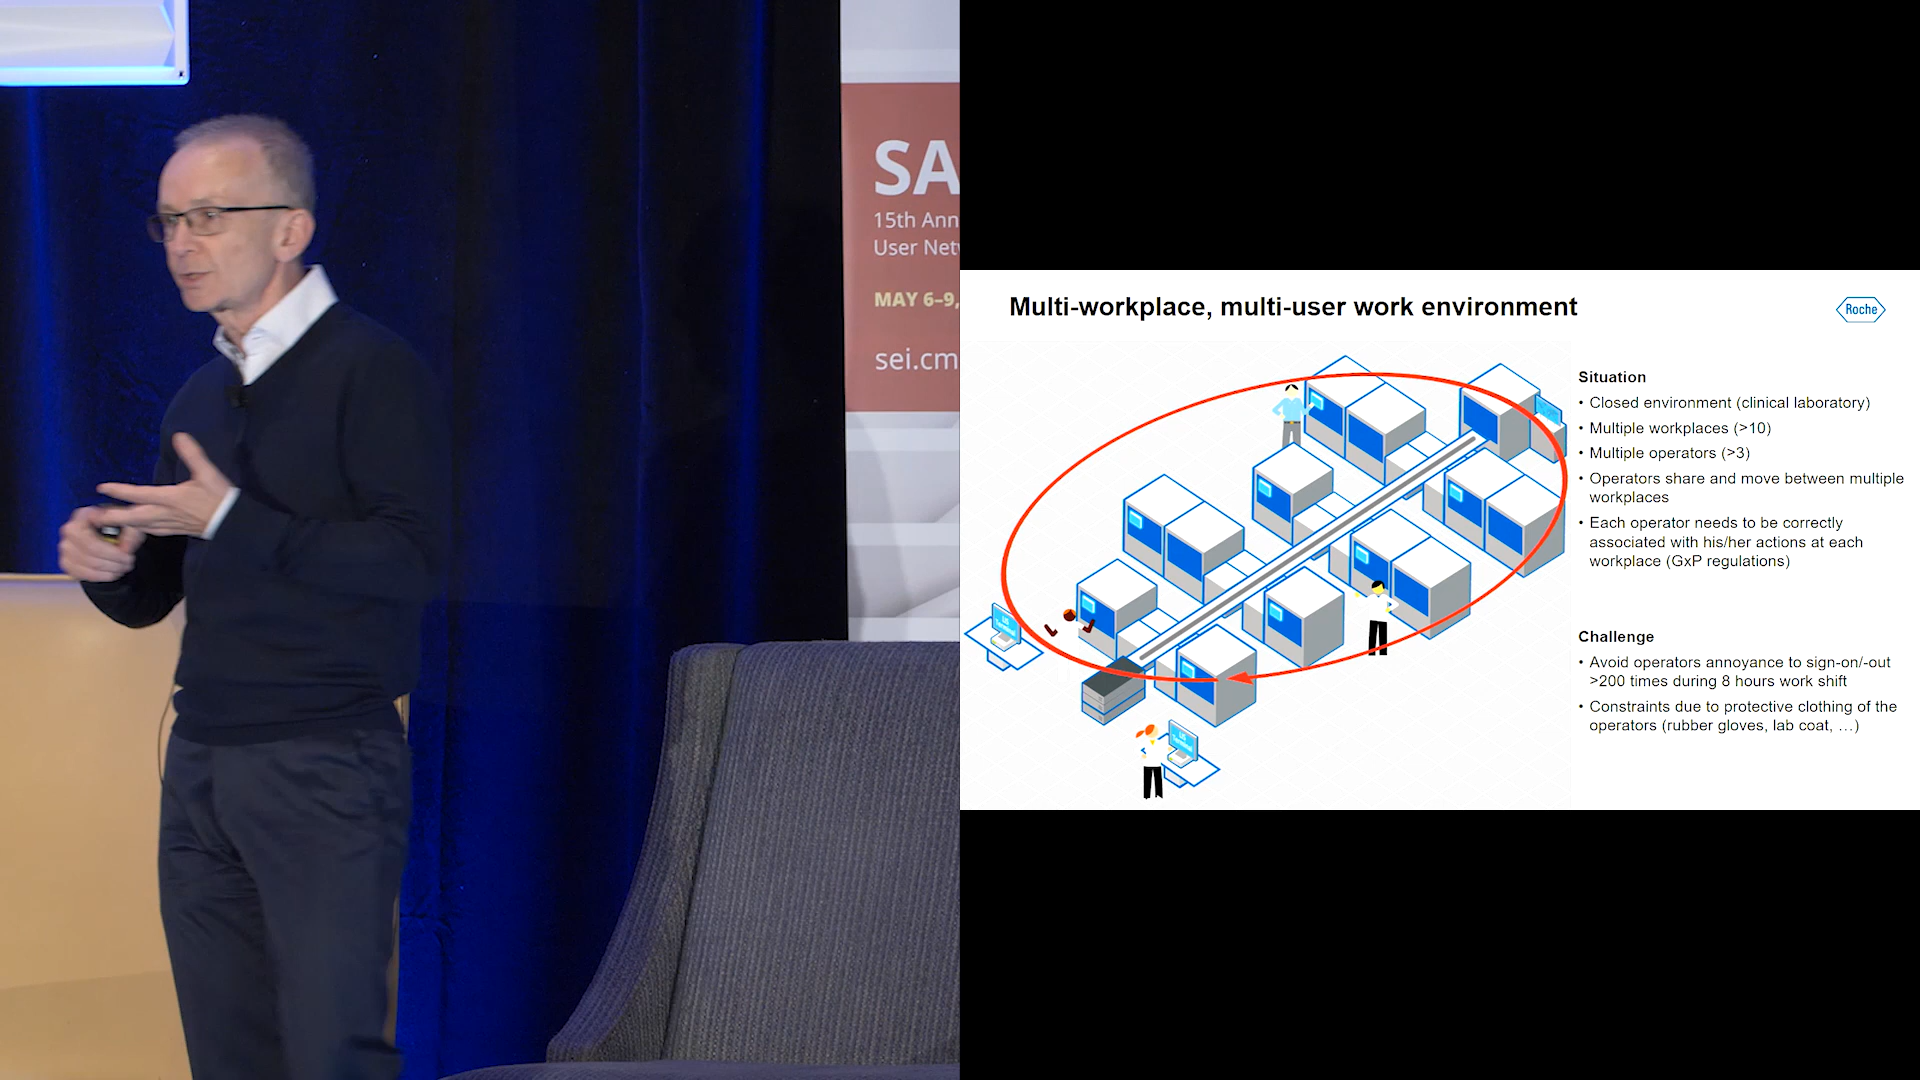 SA
15th Ann
User Net
MAY 6–9,
sei.cm
Multi-workplace, multi-user work environment
Roche
Situation
• Closed environment (clinical laboratory)
• Multiple workplaces (>10)
• Multiple operators (>3)
• Operators share and move between multiple
workplaces
• Each operator needs to be correctly
associated with his/her actions at each
workplace (GxP regulations)
Challenge
• Avoid operators annoyance to sign-on/-out
>200 times during 8 hours work shift
• Constraints due to protective clothing of the
operators (rubber gloves, lab coat, …)
Terminal
Terminal